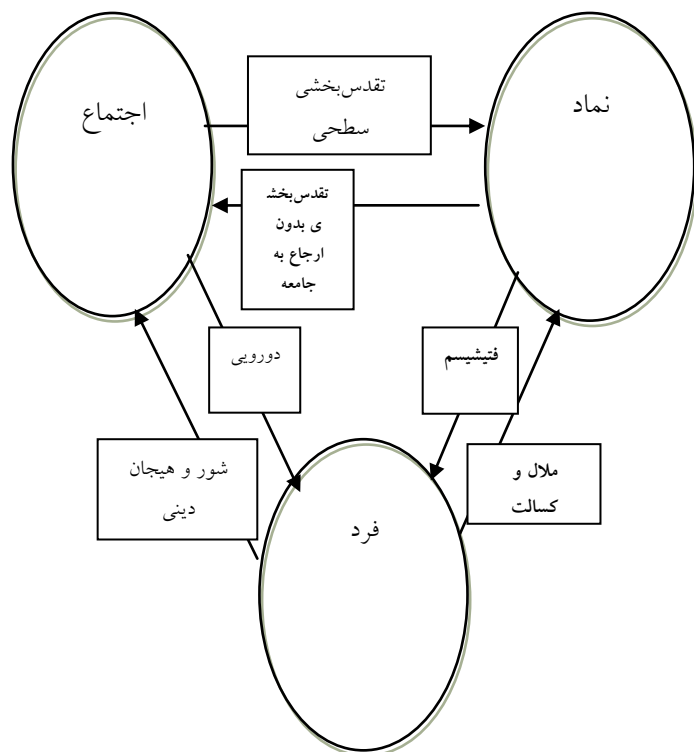 نماد
اجتماع
تقدس‌بخشی
سطحی
تقدس‌بخش
ی بدون
ارجاع به
جامعه
فتیشیسم
دورویی
ملال و
کسالت
شور و هیجان
دینی
فرد